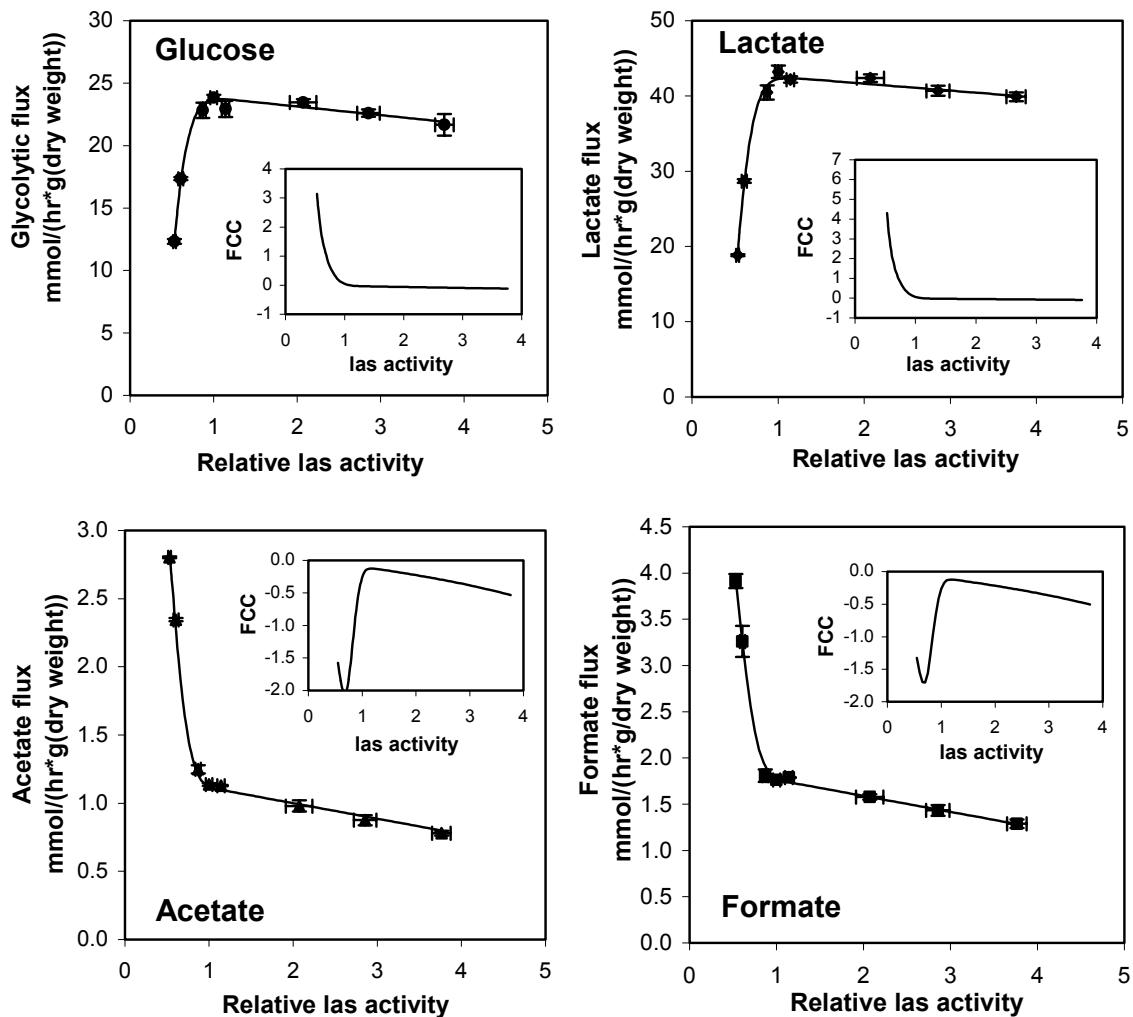 Glucose
Glycolytic flux
mmol/(hr*g(dry weight))
30
25
20
15
10
5
0
0 1 2 3 4 5
Relative las activity
FCC
4
3
2
1
0
-1
0 1 2 3 4
las activity
Lactate
Lactate flux
mmol/(hr*g(dry weight))
50
40
30
20
10
0
0 1 2 3 4 5
Relative las activity
FCC
7
6
5
4
3
2
1
0
-1
0 1 2 3 4
las activity
Acetate flux
mmol/(hr*g(dry weight))
3.0
2.5
2.0
1.5
1.0
0.5
0.0
0 1 2 3 4 5
Relative las activity
FCC
0.0
-0.5
-1.0
-1.5
-2.0
0 1 2 3 4
las activity
Acetate
Formate flux
mmol/(hr*g/dry weight))
4.5
4.0
3.5
3.0
2.5
2.0
1.5
1.0
0.5
0.0
0 1 2 3 4 5
Relative las activity
FCC
0.0
-0.5
-1.0
-1.5
-2.0
0 1 2 3 4
las activity
Formate